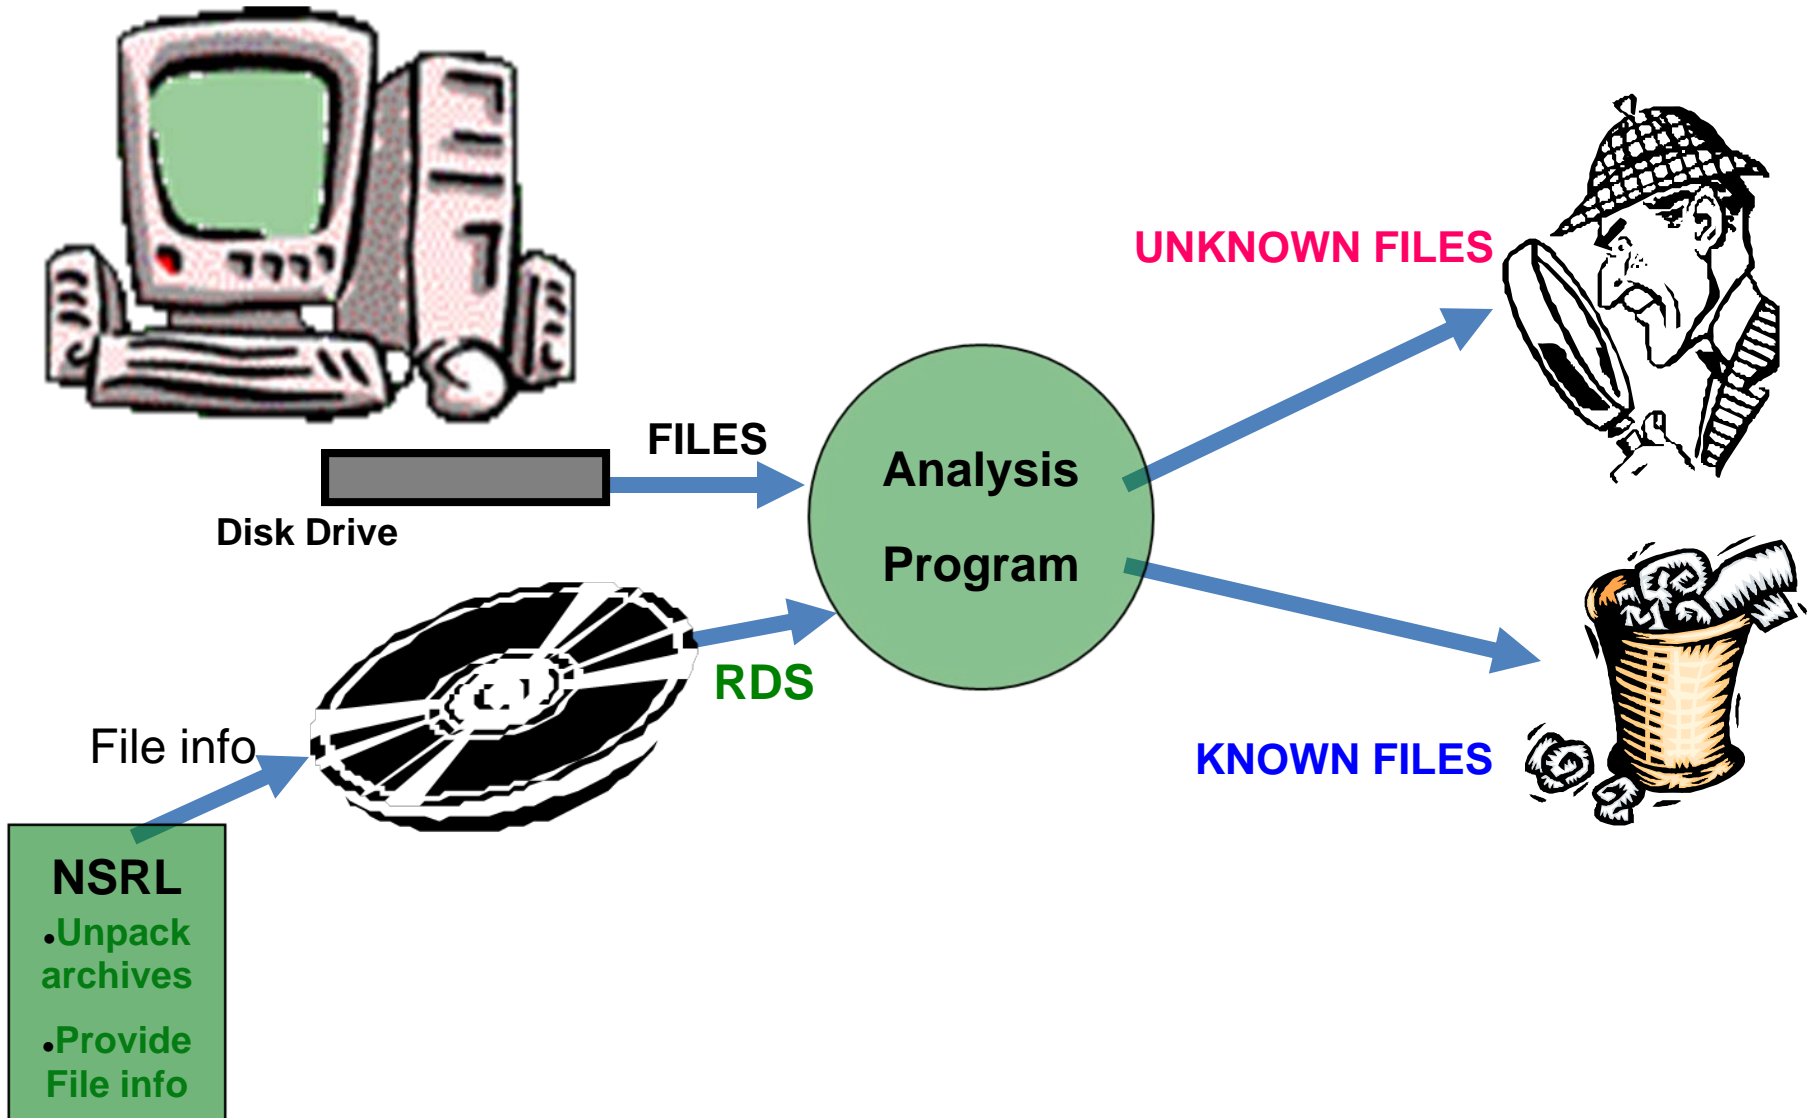 UNKNOWN FILES
FILES
Disk Drive
Analysis
Program
RDS
File info
KNOWN FILES
NSRL
•Unpack
archives
•Provide
File info